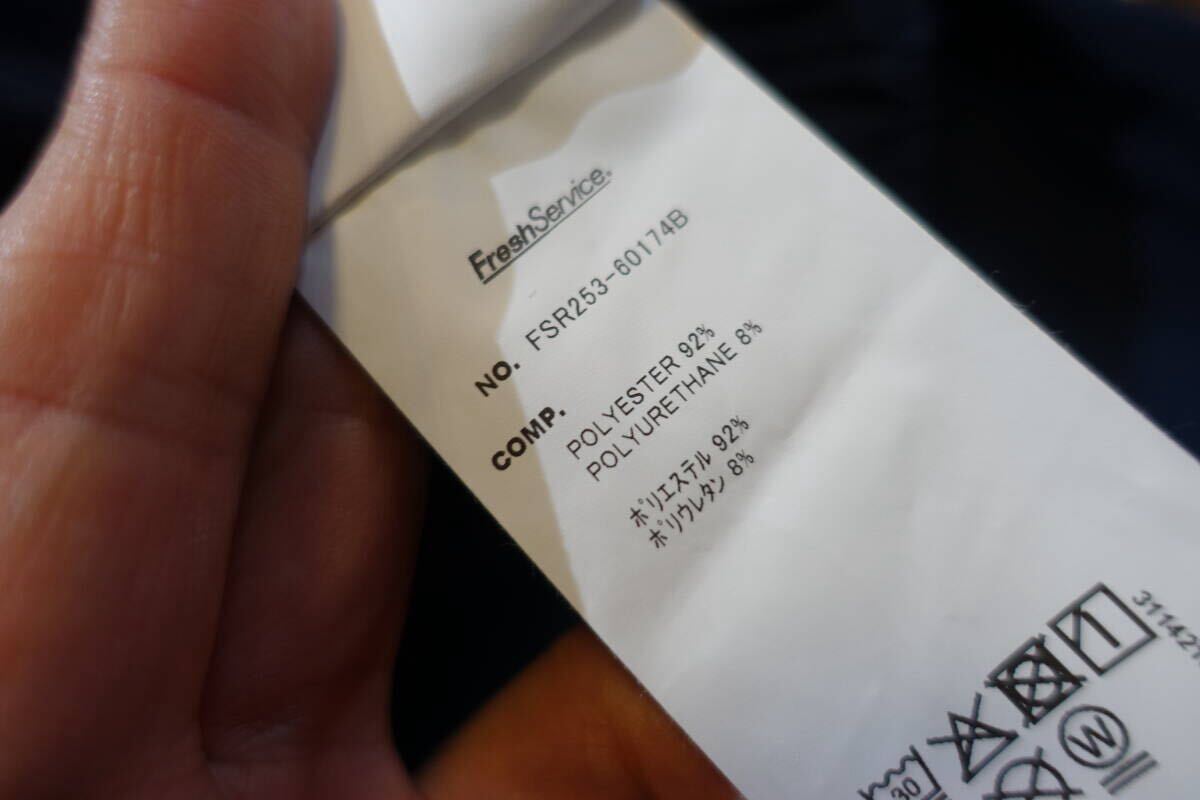 FreshService.
NO. FSR253-60174B
COMP. POLYESTER 92%
POLYURETHANE 8%
ポリエステル 92%
ポリウレタン 8%
30
W